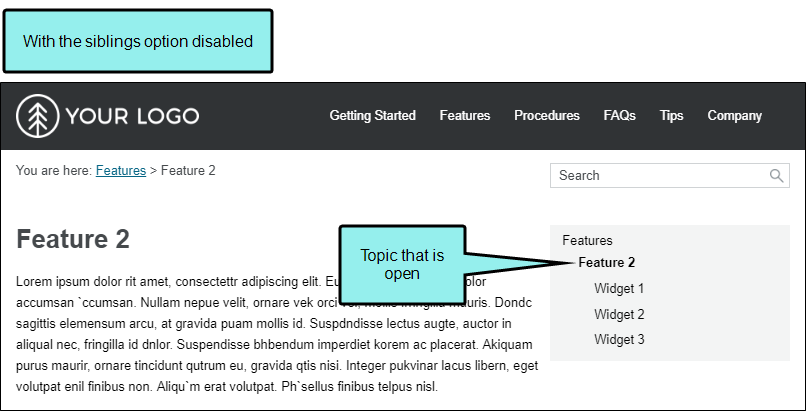 With the siblings option disabled
YOUR LOGO
Getting Started Features Procedures FAQs Tips Company
You are here: Features > Feature 2
Search
Feature 2
Topic that is
open
Features
Feature 2
Widget 1
Widget 2
Widget 3
Lorem ipsum dolor rit amet, consectettr adipiscing elit. olor
accumsan `ccumsan. Nullam nepue velit, ornare vek orci mauris. Dondc
sagittis elemensum arcu, at gravida puam mollis id. Suspdndisse lectus augte, auctor in
aliqual nec, fringilla id dnlor. Suspendisse bhbendum imperdiet korem ac placerat. Akiquam
purus maurir, ornare tincidunt qutrum eu, gravida qtis nisi. Integer pukvinar lacus libern, eget
volutpat enil finibus non. Aliqu`m erat volutpat. Ph`sellus finibus telpus nisl.